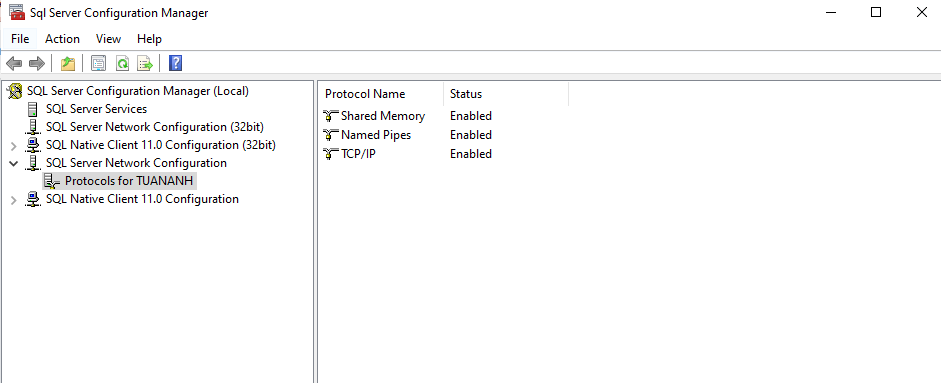 Sql Server Configuration Manager
File Action View Help
SQL Server Configuration Manager (Local)
SQL Server Services
SQL Server Network Configuration (32bit)
SQL Native Client 11.0 Configuration (32bit)
SQL Server Network Configuration
Protocols for TUANANH
SQL Native Client 11.0 Configuration
Protocol Name Status
Shared Memory Enabled
Named Pipes Enabled
TCP/IP Enabled